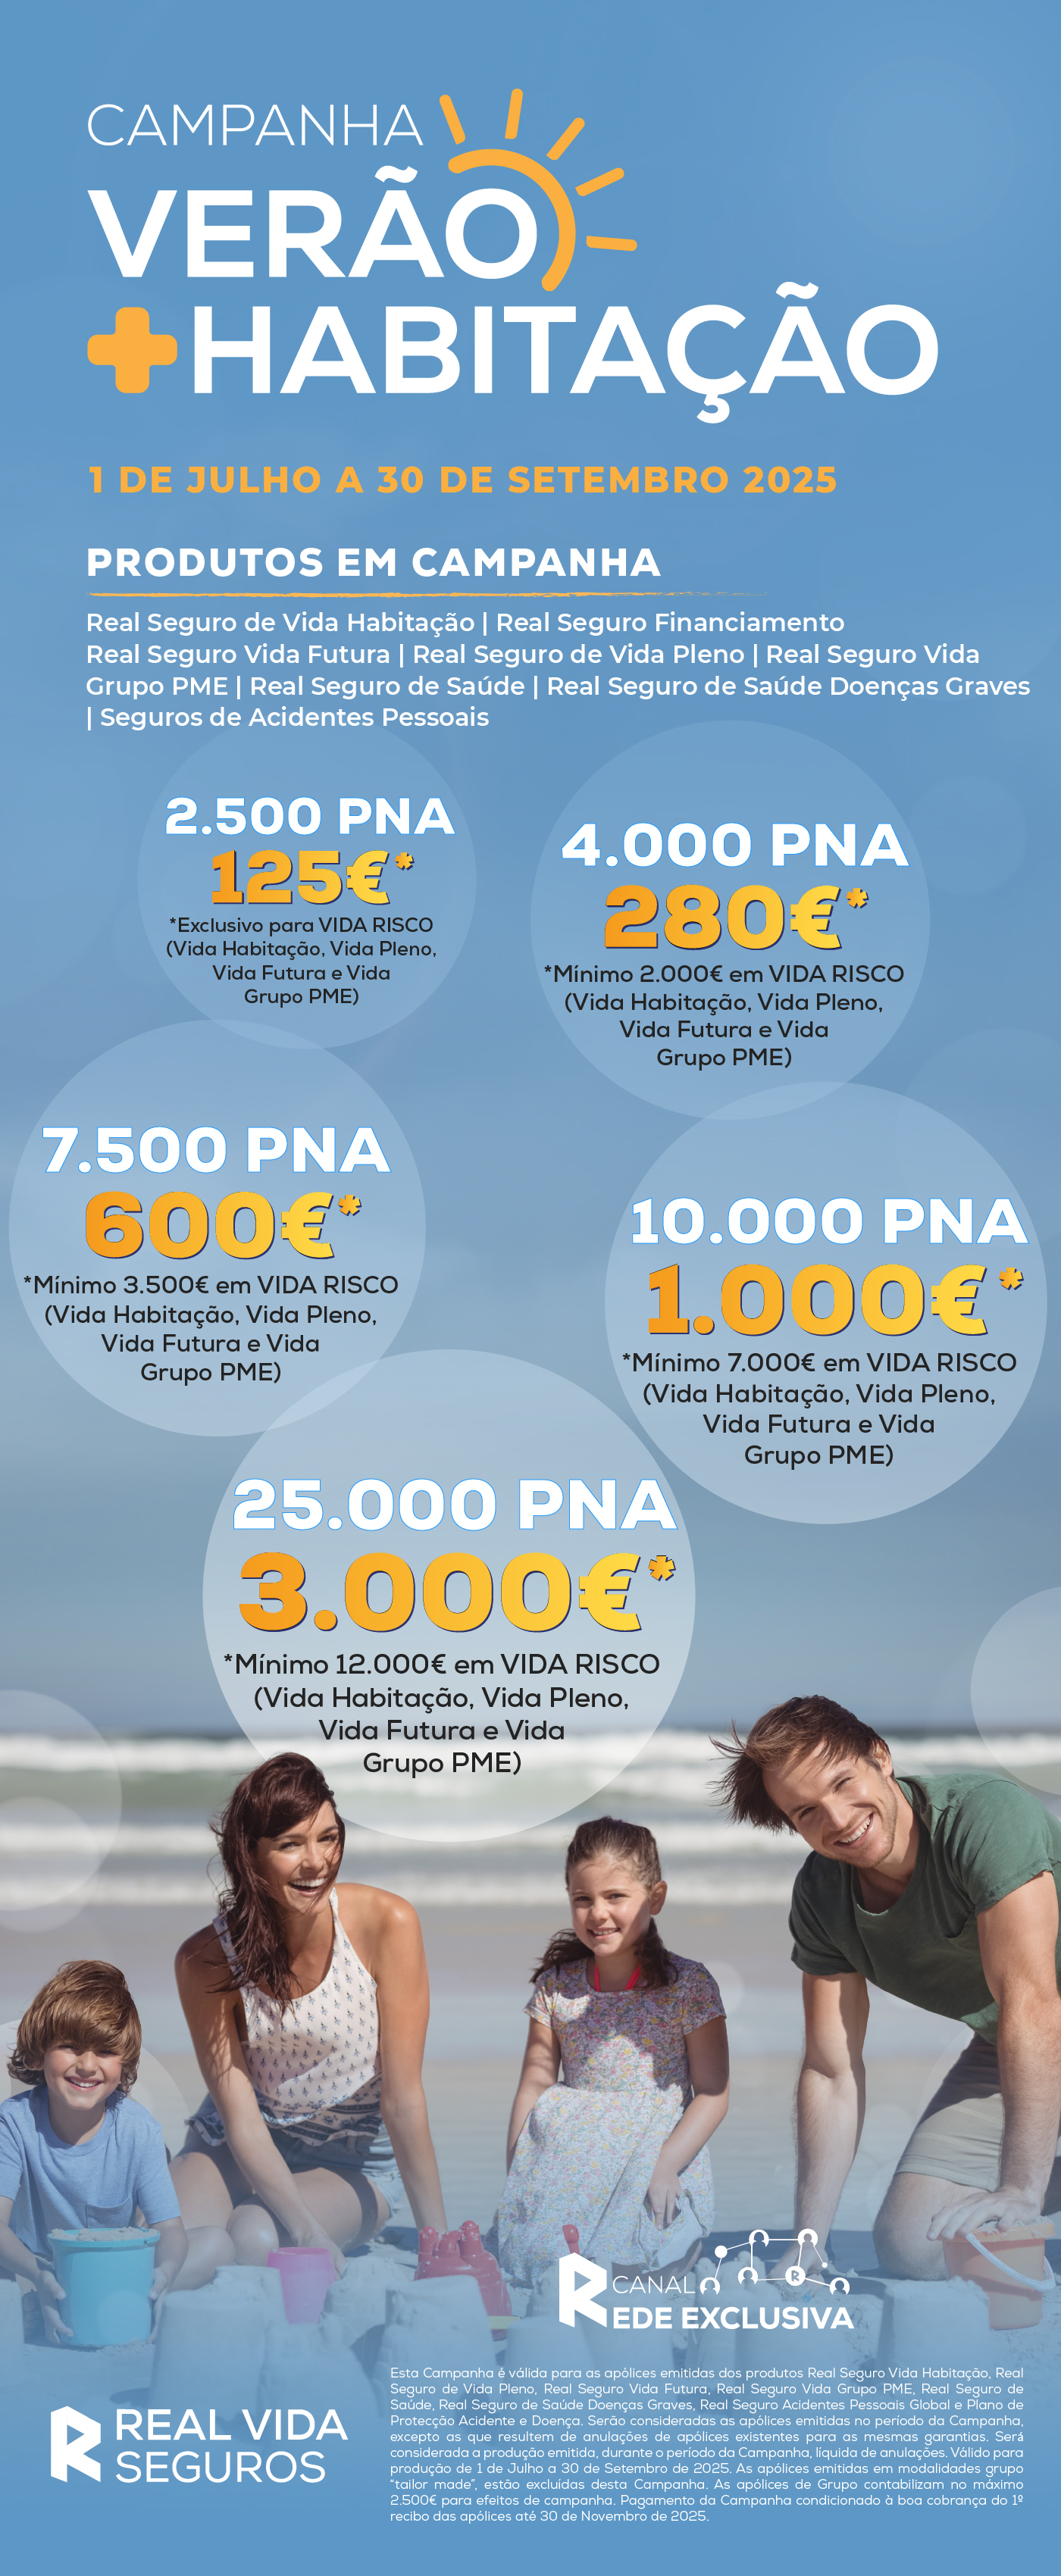 CAMPANHA
VERÃO
+HABITAÇÃO
1 DE JULHO A 30 DE SETEMBRO 2025
PRODUTOS EM CAMPANHA
Real Seguro de Vida Habitação | Real Seguro Financiamento
Real Seguro Vida Futura | Real Seguro de Vida Pleno | Real Seguro Vida
Grupo PME | Real Seguro de Saúde | Real Seguro de Saúde Doenças Graves
| Seguros de Acidentes Pessoais
2.500 PNA
125€*
*Exclusivo para VIDA RISCO
(Vida Habitação, Vida Pleno,
Vida Futura e Vida
Grupo PME)
4.000 PNA
280€*
*Mínimo 2.000€ em VIDA RISCO
(Vida Habitação, Vida Pleno,
Vida Futura e Vida
Grupo PME)
7.500 PNA
600€*
*Mínimo 3.500€ em VIDA RISCO
(Vida Habitação, Vida Pleno,
Vida Futura e Vida
Grupo PME)
10.000 PNA
1.000€*
*Mínimo 7.000€ em VIDA RISCO
(Vida Habitação, Vida Pleno,
Vida Futura e Vida
Grupo PME)
25.000 PNA
3.000€*
*Mínimo 12.000€ em VIDA RISCO
(Vida Habitação, Vida Pleno,
Vida Futura e Vida
Grupo PME)
CANAL
REDE EXCLUSIVA
REAL VIDA
SEGUROS
Esta Campanha é válida para as apólices emitidas dos produtos Real Seguro Vida Habitação, Real
Seguro de Vida Pleno, Real Seguro Vida Futura, Real Seguro Vida Grupo PME, Real Seguro de
Saúde, Real Seguro de Saúde Doenças Graves, Real Seguro Acidentes Pessoais Global e Plano de
Protecção Acidente e Doença. Serão consideradas as apólices emitidas no período da Campanha,
excepto as que resultem de anulações de apólices existentes para as mesmas garantias. Será
considerada a produção emitida, durante o período da Campanha, líquida de anulações. Válido para
produção de 1 de Julho a 30 de Setembro de 2025. As apólices emitidas em modalidades grupo
"tailor made", estão excluídas desta Campanha. As apólices de Grupo contabilizam no máximo
2.500€ para efeitos de campanha. Pagamento da Campanha condicionado à boa cobrança do 1º
recibo das apólices até 30 de Novembro de 2025.